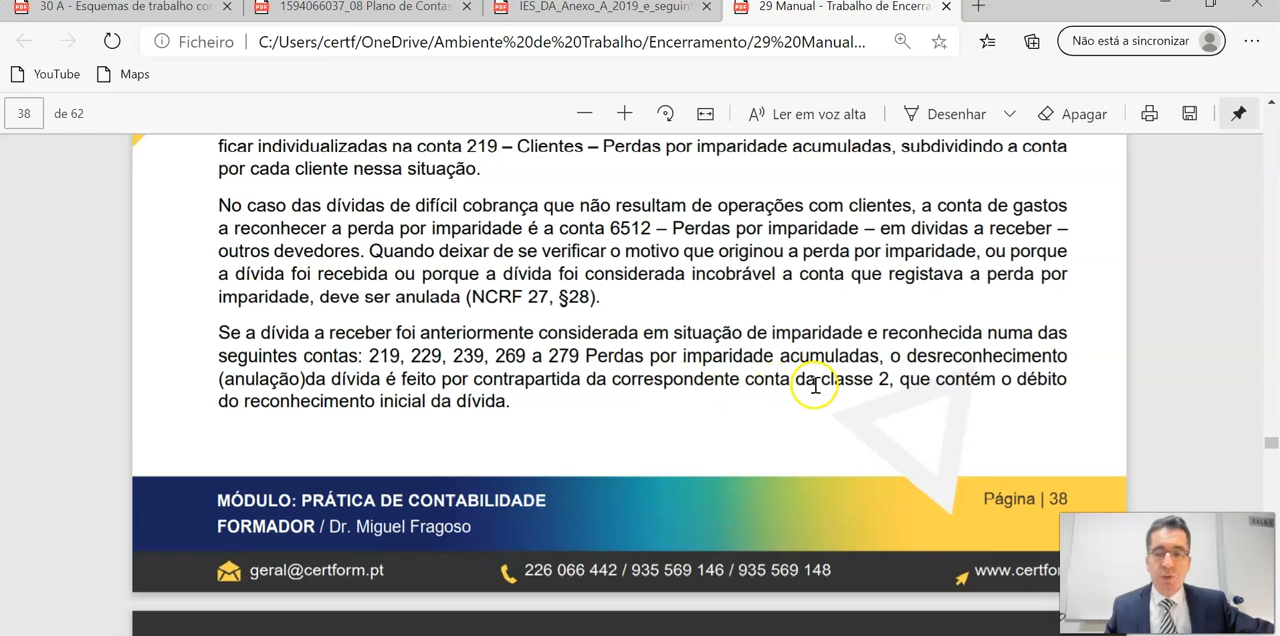 30 A - Esquemas de trabalho co
1594066037_08 Plano de Contas
IES_DA_Anexo_A_2019_e_seguin
29 Manual - Trabalho de Encerra
Ficheiro
C:/Users/certf/OneDrive/Ambiente%20de%20Trabalho/Encerramento/29%20Manual...
Não está a sincronizar
YouTube
Maps
38
de 62
Ler em voz alta
Desenhar
Apagar
ficar individualizadas na conta 219 – Clientes – Perdas por imparidade acumuladas, subdividindo a conta
por cada cliente nessa situação.
No caso das dívidas de difícil cobrança que não resultam de operações com clientes, a conta de gastos
a reconhecer a perda por imparidade é a conta 6512 – Perdas por imparidade – em dividas a receber –
outros devedores. Quando deixar de se verificar o motivo que originou a perda por imparidade, ou porque
a dívida foi recebida ou porque a dívida foi considerada incobrável a conta que registava a perda por
imparidade, deve ser anulada (NCRF 27, §28).
Se a dívida a receber foi anteriormente considerada em situação de imparidade e reconhecida numa das
seguintes contas: 219, 229, 239, 269 a 279 Perdas por imparidade acumuladas, o desreconhecimento
(anulação)da dívida é feito por contrapartida da correspondente conta da classe 2, que contém o débito
do reconhecimento inicial da dívida.
MÓDULO: PRÁTICA DE CONTABILIDADE
Página | 38
FORMADOR / Dr. Miguel Fragoso
geral@certform.pt
226 066 442 / 935 569 146 / 935 569 148
www.certfo